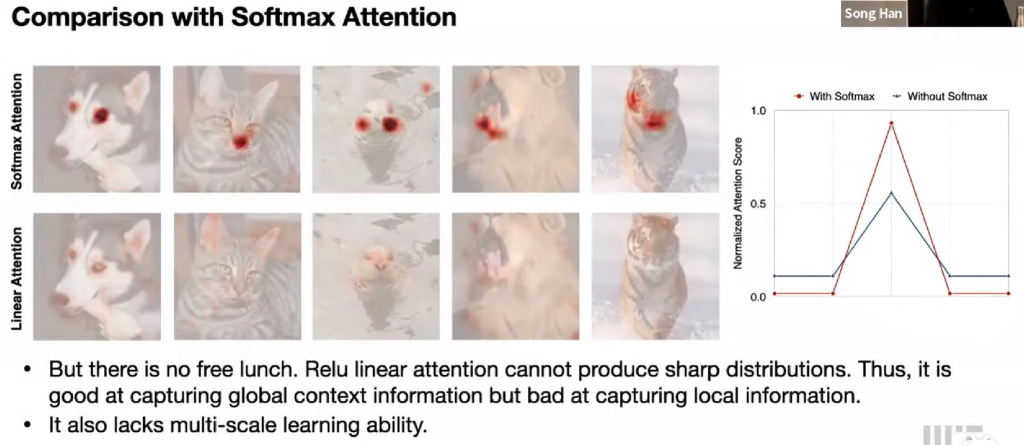 Comparison with Softmax Attention
Song Han
Softmax Attention
Linear Attention
With Softmax
Without Softmax
Normalized Attention Score
1.0
0.5
0.0
• But there is no free lunch. Relu linear attention cannot produce sharp distributions. Thus, it is
good at capturing global context information but bad at capturing local information.
• It also lacks multi-scale learning ability.